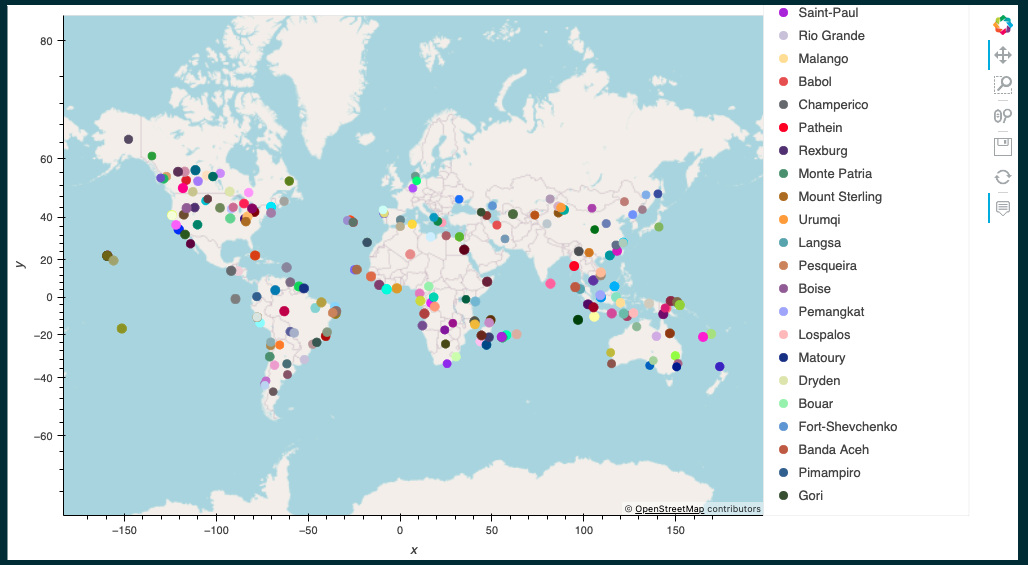 Saint-Paul
Rio Grande
Malango
Babol
Champerico
Pathein
Rexburg
Monte Patria
Mount Sterling
Urumqi
Langsa
Pesqueira
Boise
Pemangkat
Lospalos
Matoury
Dryden
Bouar
Fort-Shevchenko
Banda Aceh
Pimampiro
Gori
80
60
40
20
0
−20
−40
−60
y
© OpenStreetMap contributors
−150
−100
−50
0
50
100
150
x